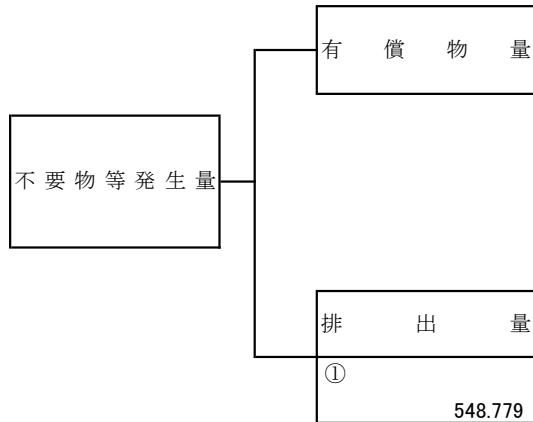 有償物量
不要物等発生量
排出量
①
548.779